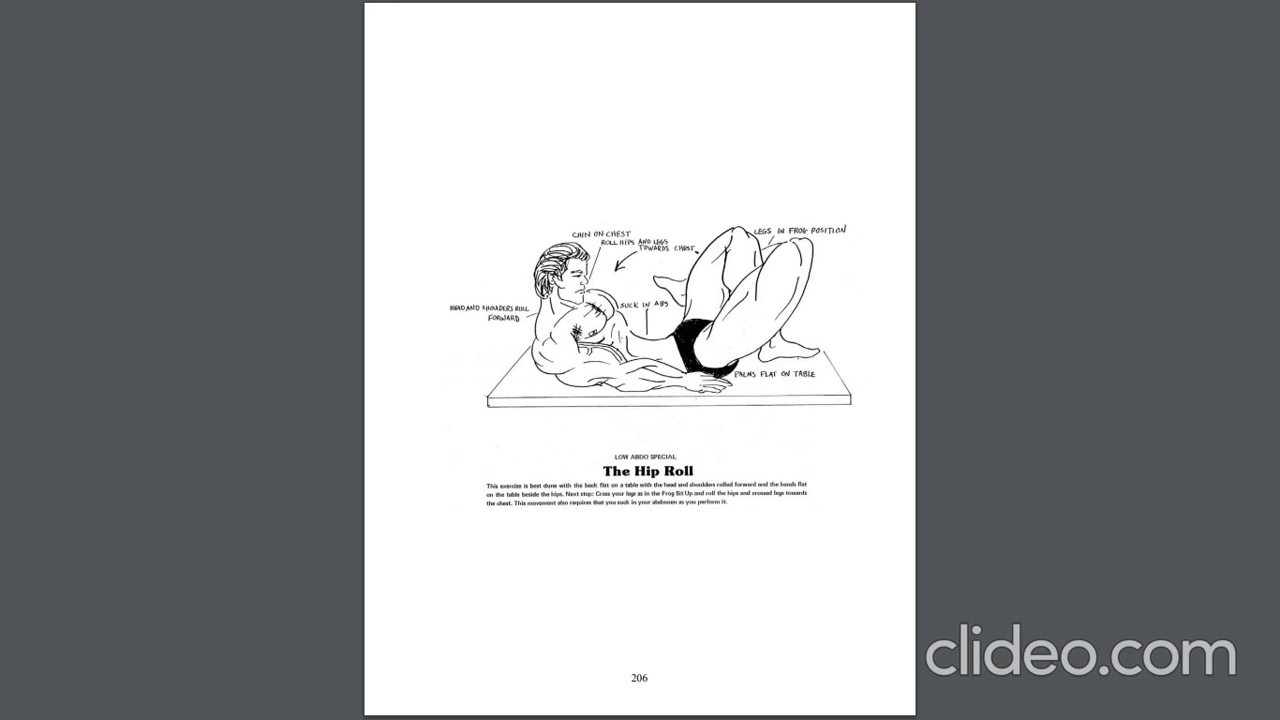 CHIN ON CHEST
ROLL HIPS AND LEGS
TOWARDS CHEST
LEGS IN FROG POSITION
HEAD AND SHOULDERS ROLL
FORWARD
SUCK IN ABS
PALMS FLAT ON TABLE
LOW ABDO SPECIAL
The Hip Roll
This exercise is best done with the back flat on a table with the head and shoulders rolled forward and the hands flat
on the table beside the hips. Next step: Cross your legs as in the Frog Sit Up and roll the hips and crossed legs towards
the chest. This movement also requires that you suck in your abdomen as you perform it.
206
clideo.com